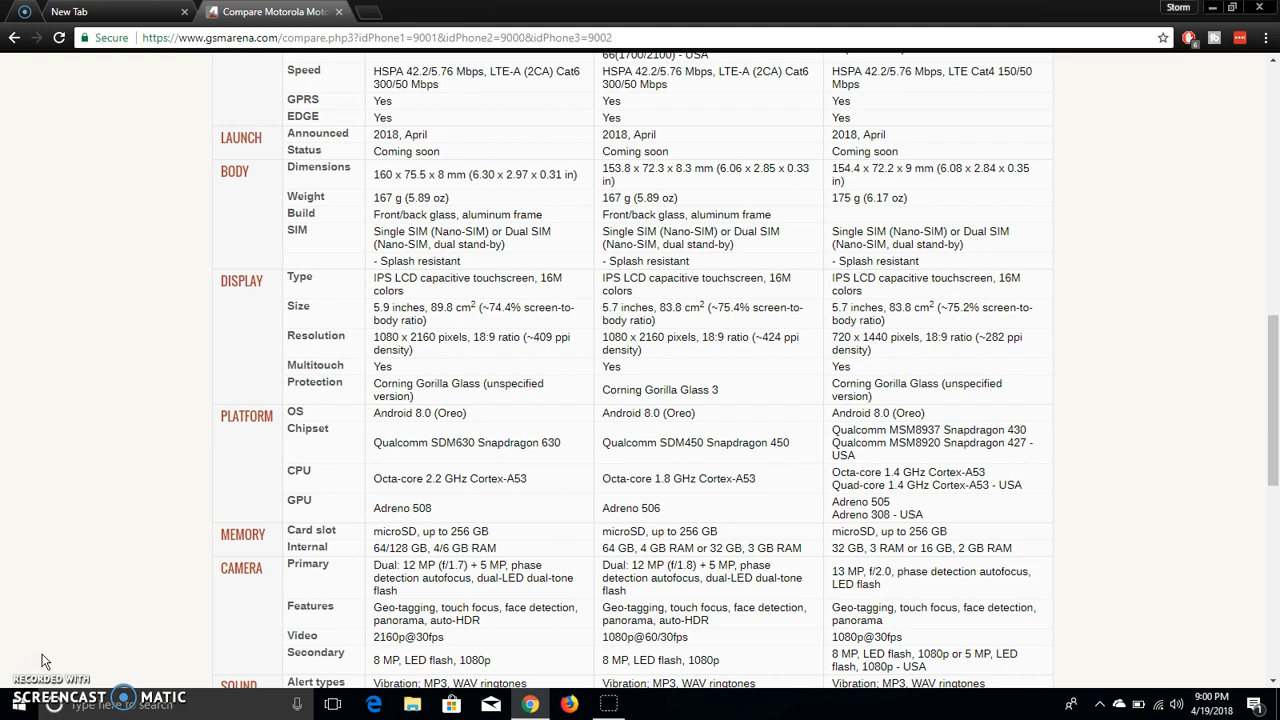 New Tab
Compare Motorola Moto
Storm
Secure
https://www.gsmarena.com/compare.php3?idPhone1=9001&idPhone2=9000&idPhone3=9002
6
66(1700/2100) - USA
Speed
HSPA 42.2/5.76 Mbps, LTE-A (2CA) Cat6
300/50 Mbps
HSPA 42.2/5.76 Mbps, LTE-A (2CA) Cat6
300/50 Mbps
HSPA 42.2/5.76 Mbps, LTE Cat4 150/50
Mbps
GPRS
Yes
Yes
Yes
EDGE
Yes
Yes
Yes
LAUNCH
Announced
2018, April
2018, April
2018, April
Status
Coming soon
Coming soon
Coming soon
BODY
Dimensions
160 x 75.5 x 8 mm (6.30 x 2.97 x 0.31 in)
153.8 x 72.3 x 8.3 mm (6.06 x 2.85 x 0.33
in)
154.4 x 72.2 x 9 mm (6.08 x 2.84 x 0.35
in)
Weight
167 g (5.89 oz)
167 g (5.89 oz)
175 g (6.17 oz)
Build
Front/back glass, aluminum frame
Front/back glass, aluminum frame
SIM
Single SIM (Nano-SIM) or Dual SIM
(Nano-SIM, dual stand-by)
Single SIM (Nano-SIM) or Dual SIM
(Nano-SIM, dual stand-by)
Single SIM (Nano-SIM) or Dual SIM
(Nano-SIM, dual stand-by)
- Splash resistant
- Splash resistant
- Splash resistant
DISPLAY
Type
IPS LCD capacitive touchscreen, 16M
colors
IPS LCD capacitive touchscreen, 16M
colors
IPS LCD capacitive touchscreen, 16M
colors
Size
5.9 inches, 89.8 cm2 (~74.4% screen-to-
body ratio)
5.7 inches, 83.8 cm2 (~75.4% screen-to-
body ratio)
5.7 inches, 83.8 cm2 (~75.2% screen-to-
body ratio)
Resolution
1080 x 2160 pixels, 18:9 ratio (~409 ppi
density)
1080 x 2160 pixels, 18:9 ratio (~424 ppi
density)
720 x 1440 pixels, 18:9 ratio (~282 ppi
density)
Multitouch
Yes
Yes
Yes
Protection
Corning Gorilla Glass (unspecified
version)
Corning Gorilla Glass 3
Corning Gorilla Glass (unspecified
version)
PLATFORM
OS
Android 8.0 (Oreo)
Android 8.0 (Oreo)
Android 8.0 (Oreo)
Chipset
Qualcomm SDM630 Snapdragon 630
Qualcomm SDM450 Snapdragon 450
Qualcomm MSM8937 Snapdragon 430
Qualcomm MSM8920 Snapdragon 427 -
USA
CPU
Octa-core 2.2 GHz Cortex-A53
Octa-core 1.8 GHz Cortex-A53
Octa-core 1.4 GHz Cortex-A53
Quad-core 1.4 GHz Cortex-A53 - USA
GPU
Adreno 508
Adreno 506
Adreno 505
Adreno 308 - USA
MEMORY
Card slot
microSD, up to 256 GB
microSD, up to 256 GB
microSD, up to 256 GB
Internal
64/128 GB, 4/6 GB RAM
64 GB, 4 GB RAM or 32 GB, 3 GB RAM
32 GB, 3 RAM or 16 GB, 2 GB RAM
CAMERA
Primary
Dual: 12 MP (f/1.7) + 5 MP, phase
detection autofocus, dual-LED dual-tone
flash
Dual: 12 MP (f/1.8) + 5 MP, phase
detection autofocus, dual-LED dual-tone
flash
13 MP, f/2.0, phase detection autofocus,
LED flash
Features
Geo-tagging, touch focus, face detection,
panorama, auto-HDR
Geo-tagging, touch focus, face detection,
panorama, auto-HDR
Geo-tagging, touch focus, face detection,
panorama
Video
2160p@30fps
1080p@60/30fps
1080p@30fps
Secondary
8 MP, LED flash, 1080p
8 MP, LED flash, 1080p
8 MP, LED flash, 1080p or 5 MP, LED
flash, 1080p - USA
SOUND
Alert types
Vibration; MP3, WAV ringtones
Vibration; MP3, WAV ringtones
Vibration; MP3, WAV ringtones
RECORDED WITH
SCREENCAST MATIC
Type here to search
9:00 PM
4/19/2018
1